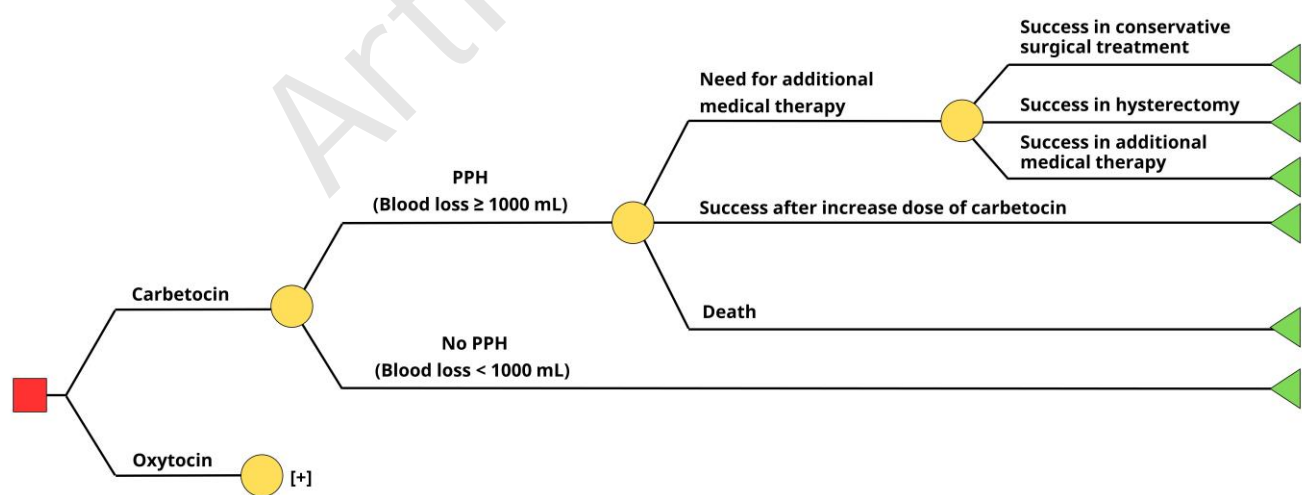 Success in conservative
surgical treatment
Need for additional
medical therapy
Success in hysterectomy
Success in additional
medical therapy
PPH
(Blood loss ≥ 1000 mL)
Success after increase dose of carbetocin
Carbetocin
Death
No PPH
(Blood loss < 1000 mL)
Oxytocin
[+]